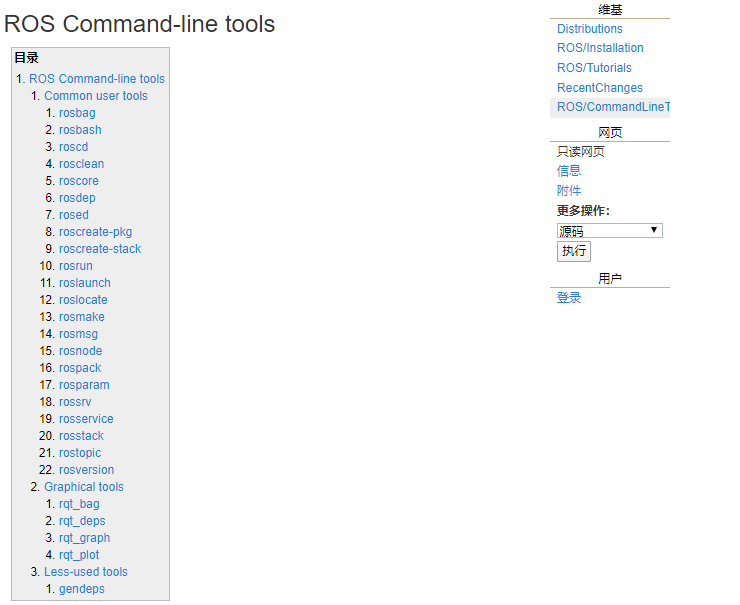 ROS Command-line tools
目录
1. ROS Command-line tools
1. Common user tools
1. rosbag
2. rosbash
3. roscd
4. rosclean
5. roscore
6. rosdep
7. rosed
8. roscreate-pkg
9. roscreate-stack
10. rosrun
11. roslaunch
12. roslocate
13. rosmake
14. rosmsg
15. rosnode
16. rospack
17. rosparam
18. rossrv
19. rosservice
20. rosstack
21. rostopic
22. rosversion
2. Graphical tools
1. rqt_bag
2. rqt_deps
3. rqt_graph
4. rqt_plot
3. Less-used tools
1. gendeps
维基
Distributions
ROS/Installation
ROS/Tutorials
RecentChanges
ROS/CommandLineT
网页
只读网页
信息
附件
更多操作：
源码
执行
用户
登录